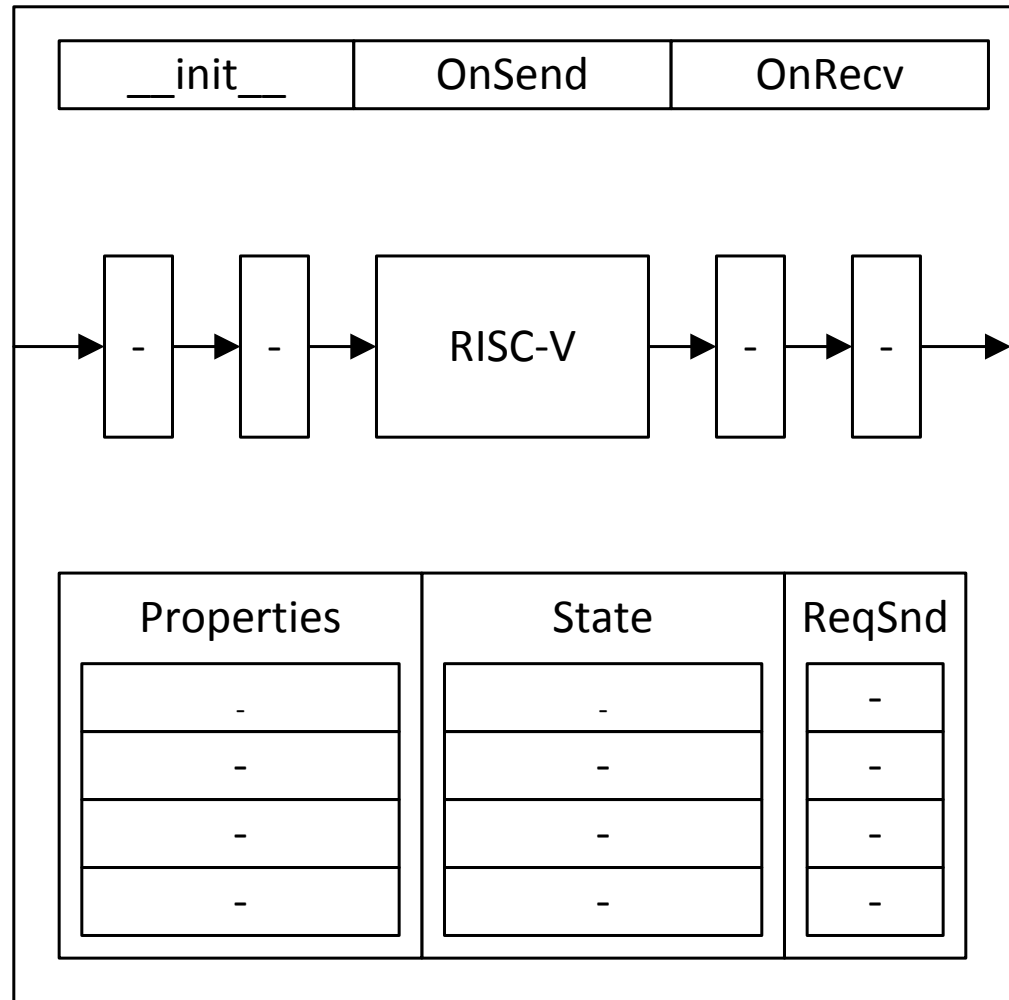 __init__ OnSend OnRecv
- - RISC-V - -
Properties State ReqSnd
- - -
- - -
- - -
- - -